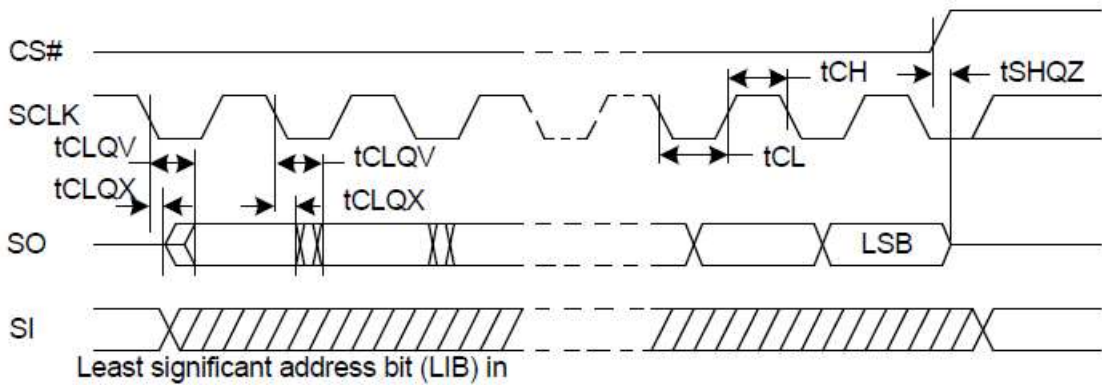 CS#
tCH
tSHQZ
SCLK
tCLQV
tCLQV
tCL
tCLQX
tCLQX
SO
LSB
SI
Least significant address bit (LIB) in